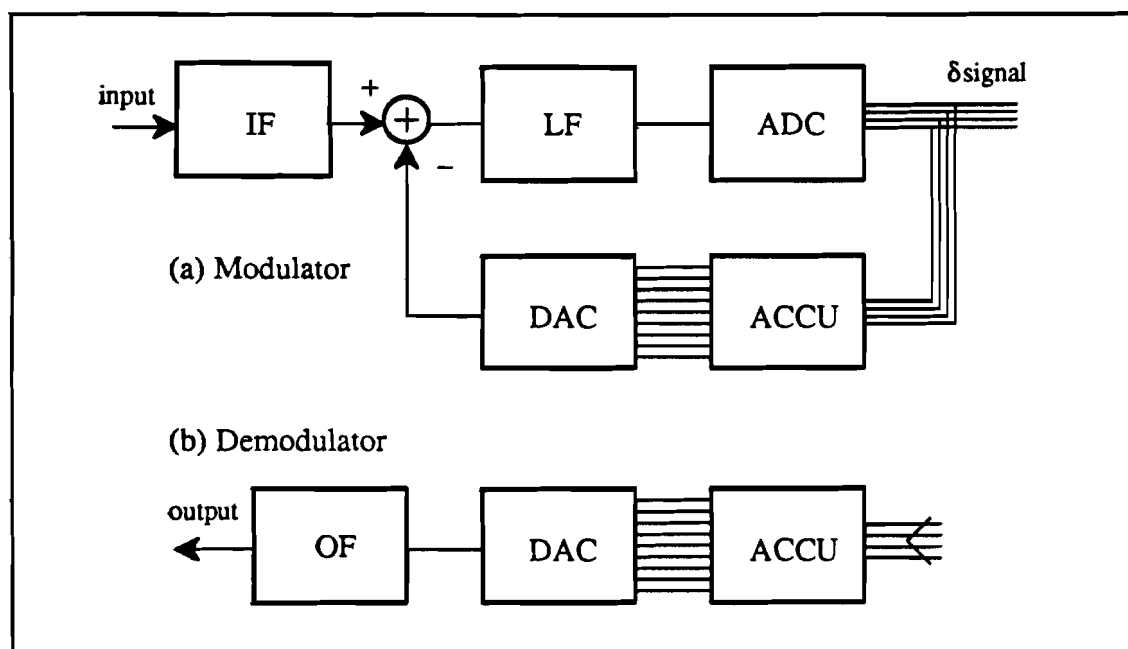 input
IF
+
+
−
LF
ADC
δsignal
(a) Modulator
DAC
ACCU
(b) Demodulator
output
OF
DAC
ACCU